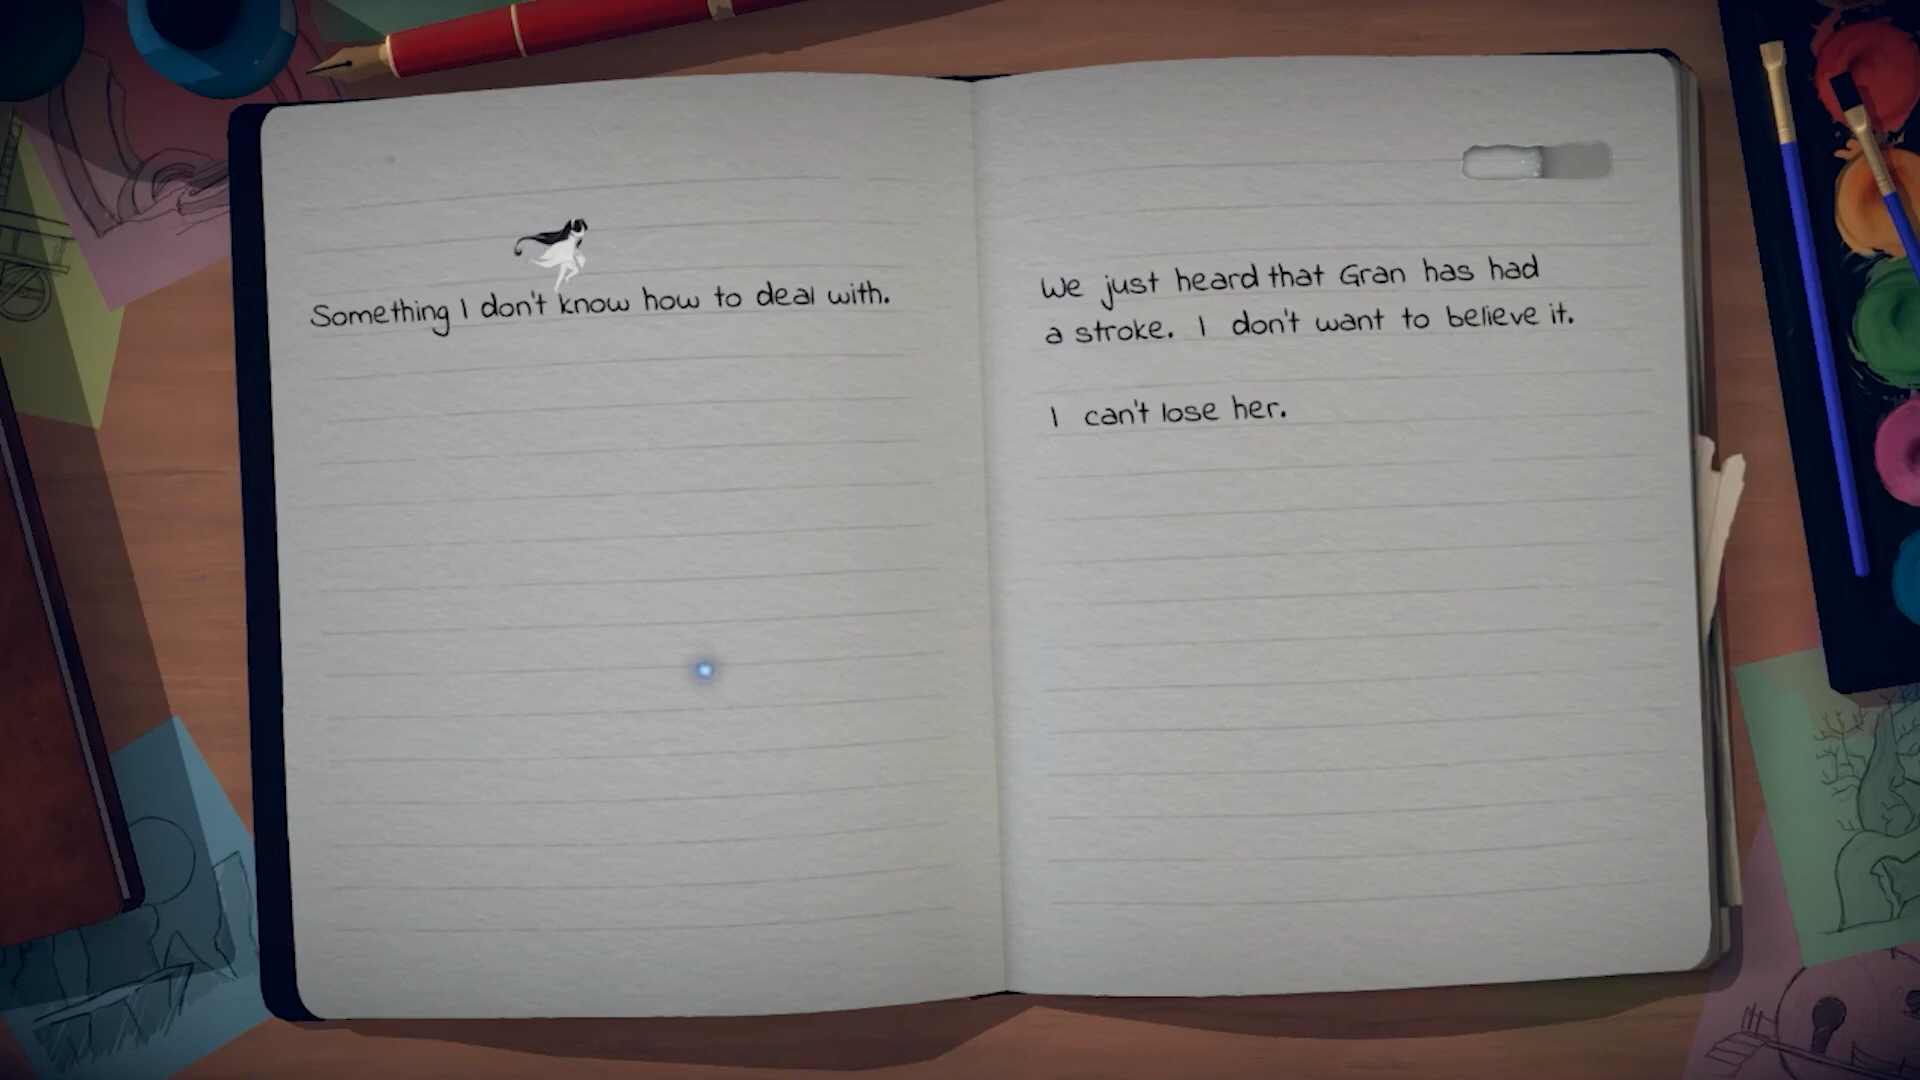 Something I don't know how to deal with.
We just heard that Gran has had
a stroke. I don't want to believe it.
I can't lose her.